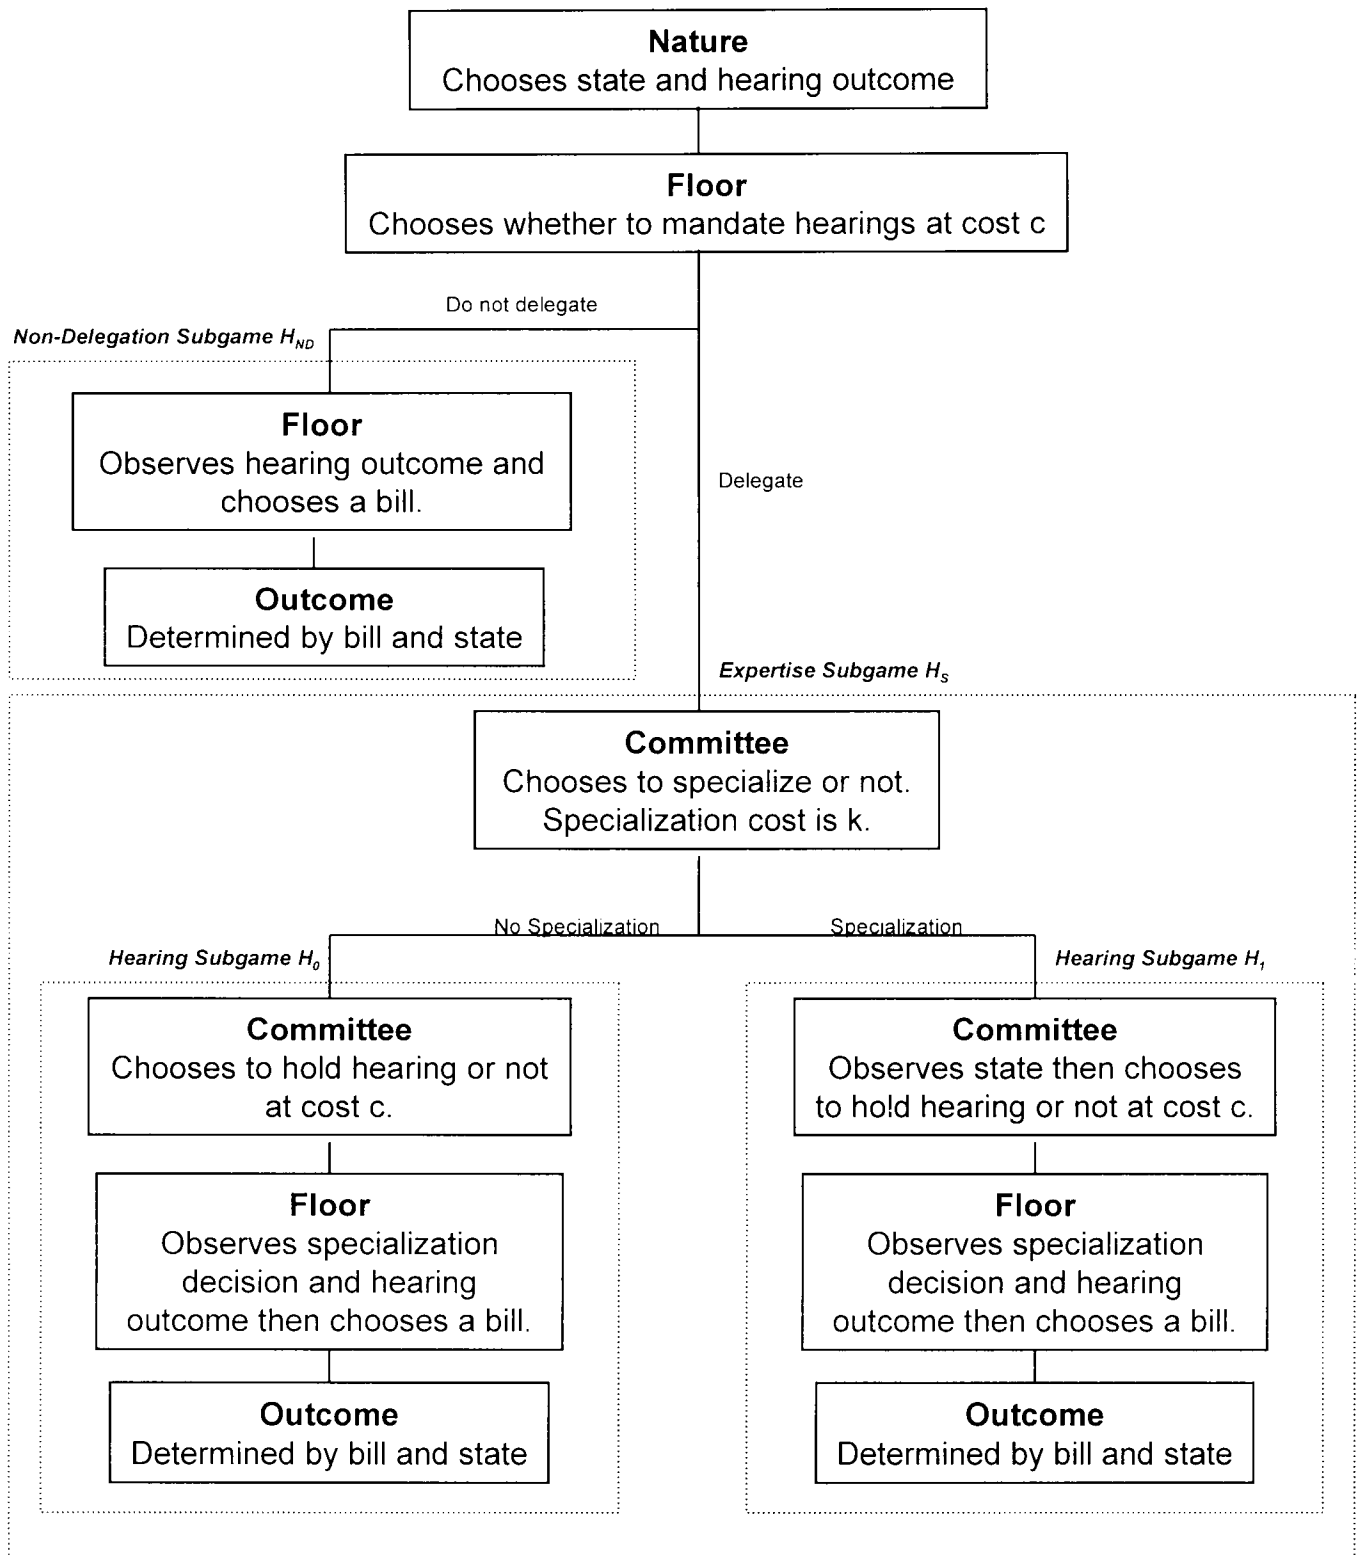 Nature
Chooses state and hearing outcome
Floor
Chooses whether to mandate hearings at cost c
Do not delegate
Non-Delegation Subgame H_ND
Floor
Observes hearing outcome and
chooses a bill.
Delegate
Outcome
Determined by bill and state
Expertise Subgame H_S
Committee
Chooses to specialize or not.
Specialization cost is k.
No Specialization
Specialization
Hearing Subgame H_0
Hearing Subgame H_1
Committee
Chooses to hold hearing or not
at cost c.
Committee
Observes state then chooses
to hold hearing or not at cost c.
Floor
Observes specialization
decision and hearing
outcome then chooses a bill.
Floor
Observes specialization
decision and hearing
outcome then chooses a bill.
Outcome
Determined by bill and state
Outcome
Determined by bill and state